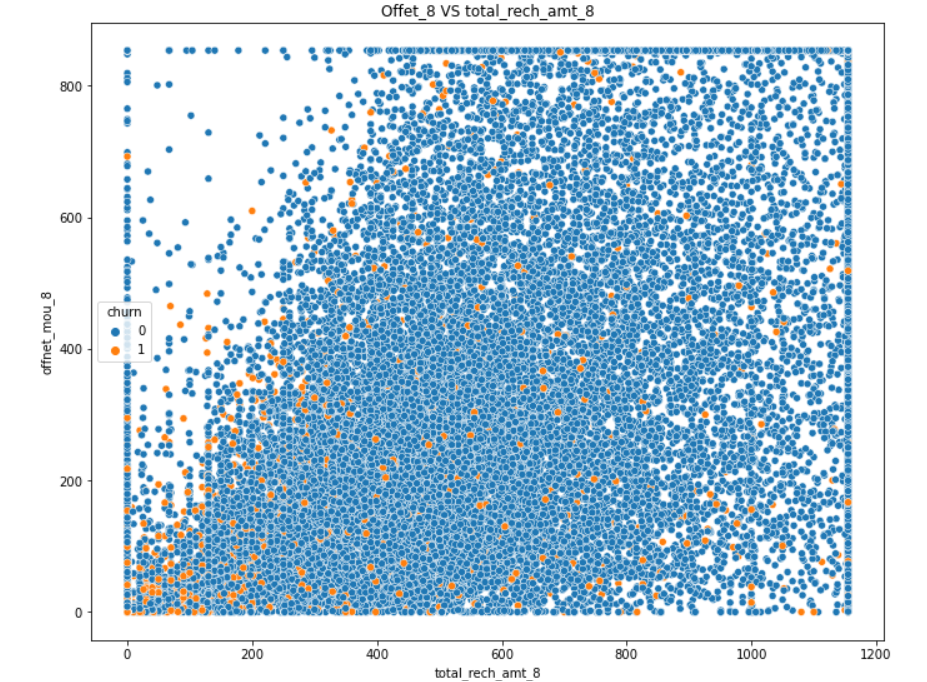 Offet_8 VS total_rech_amt_8
800
600
400
200
0
offnet_mou_8
churn
0
1
0 200 400 600 800 1000 1200
total_rech_amt_8